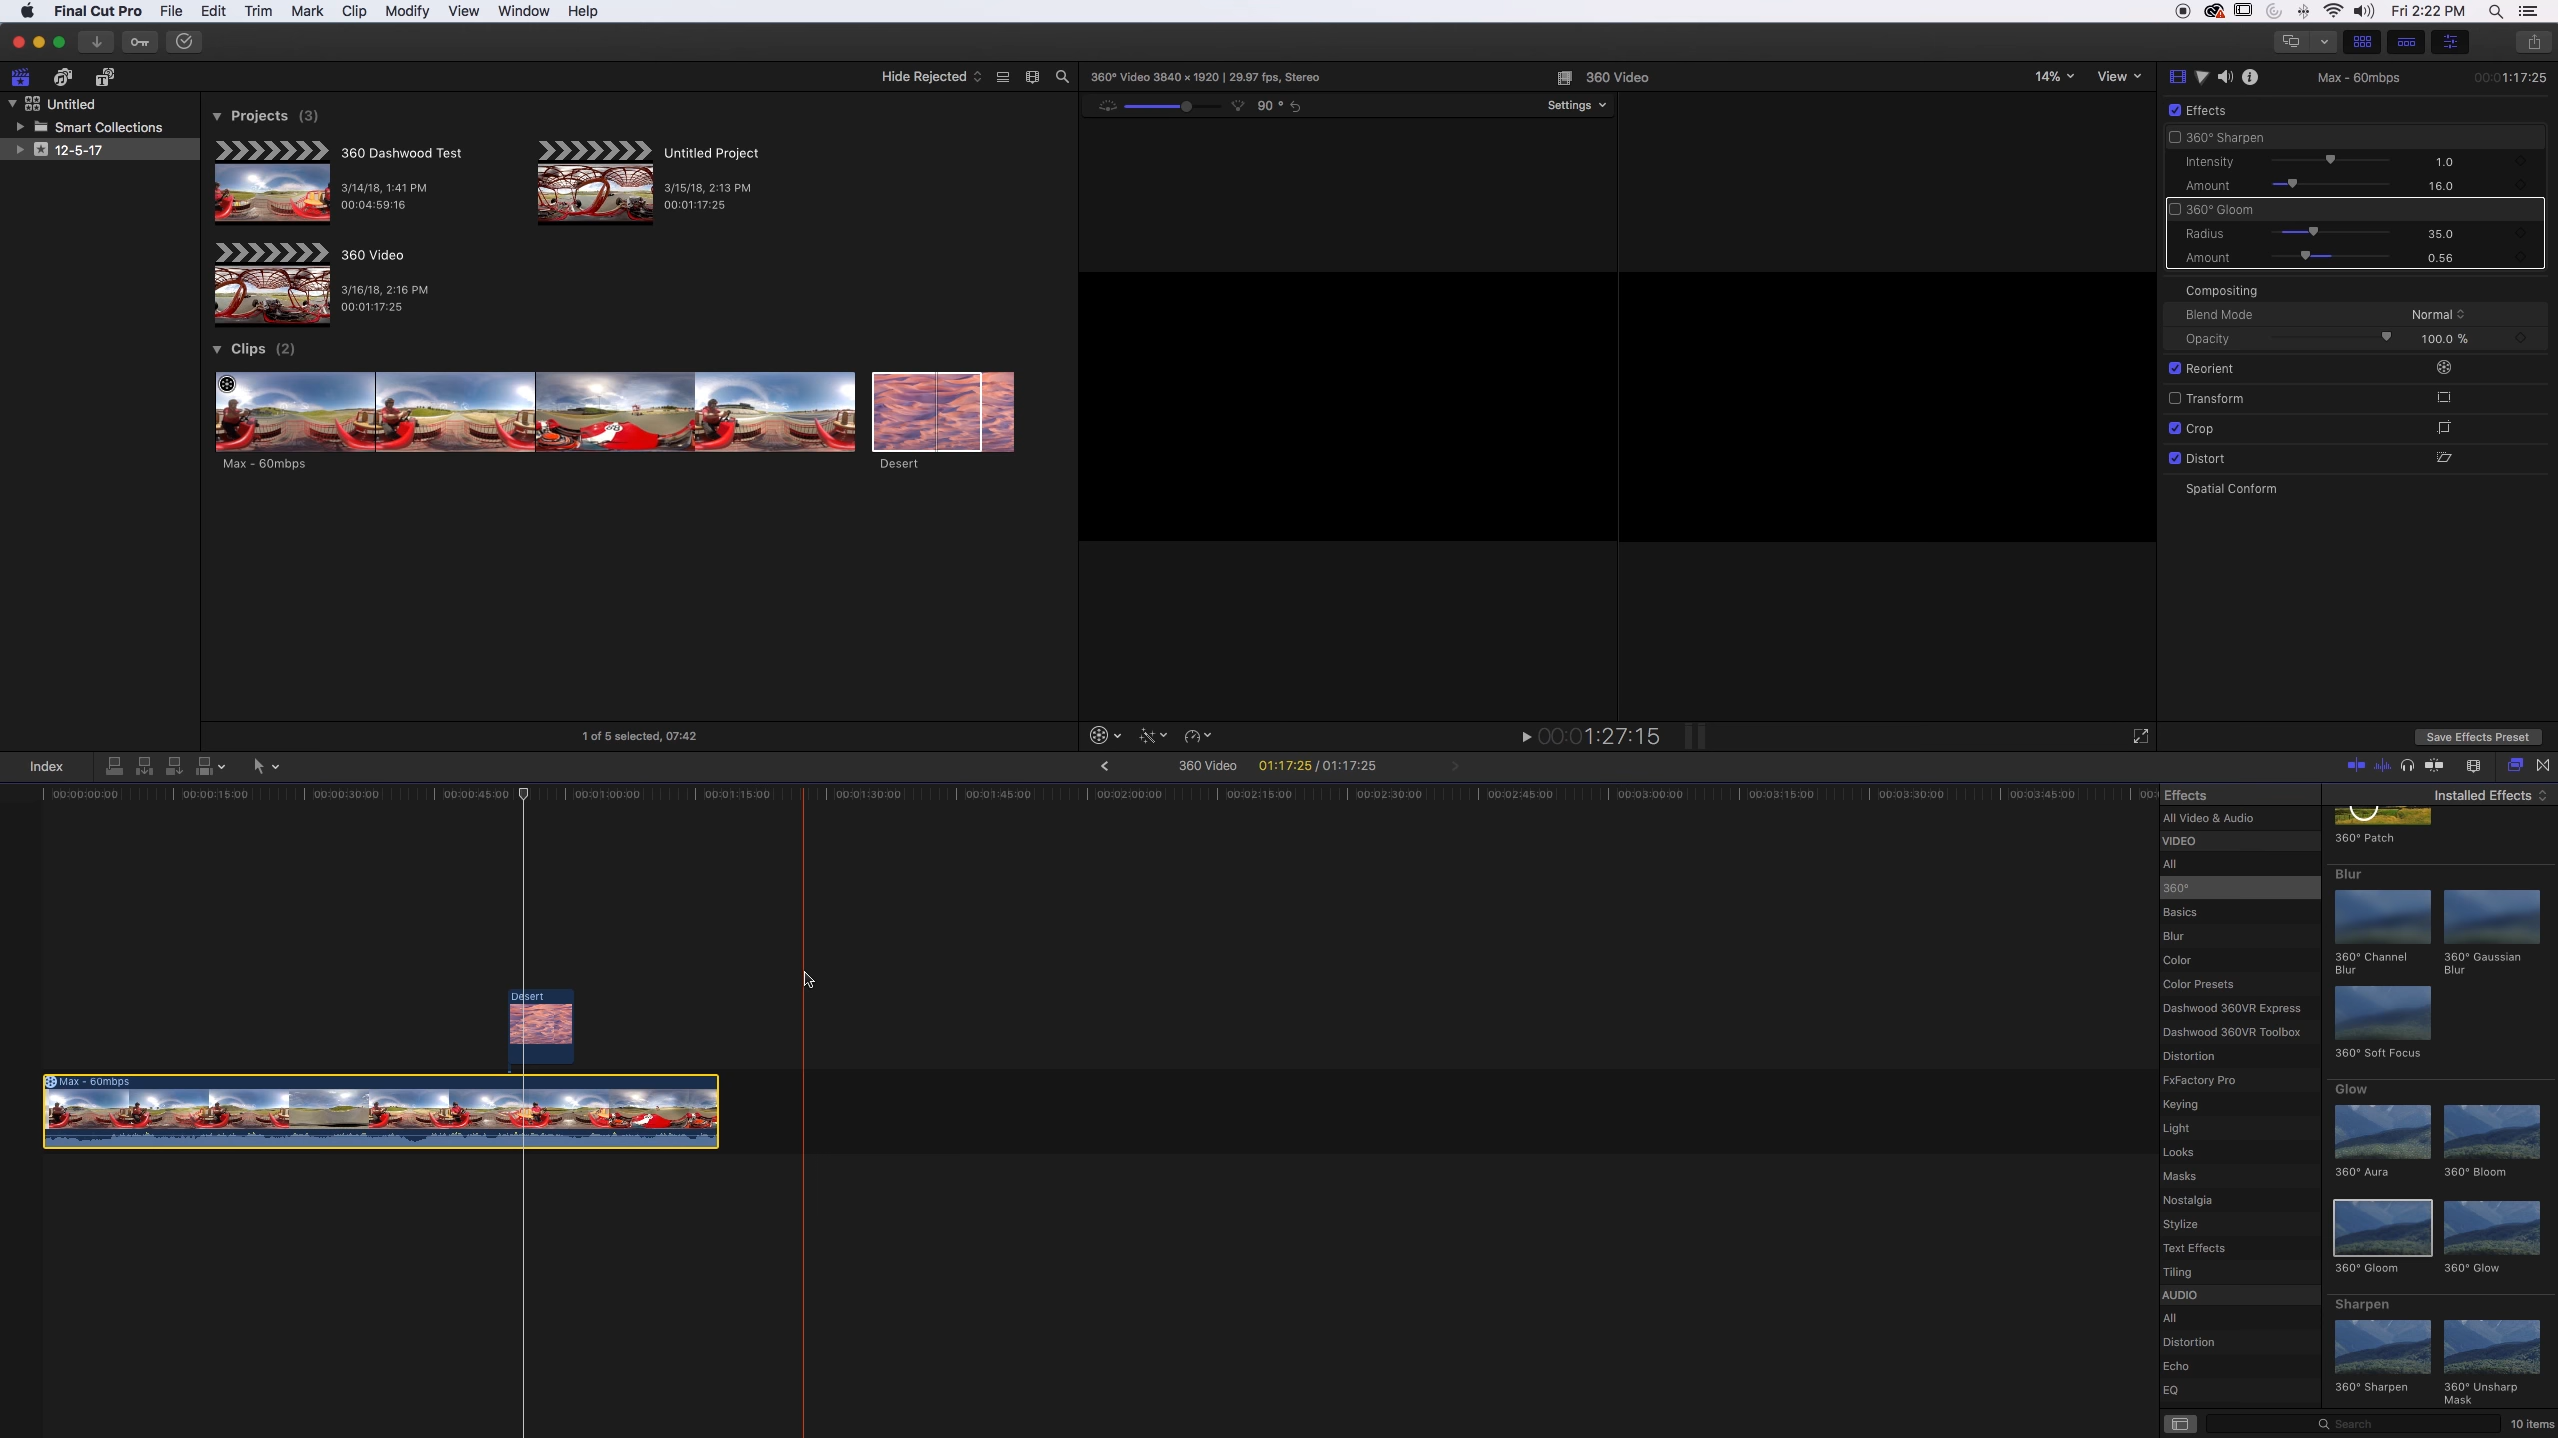 Final Cut Pro File Edit Trim Mark Clip Modify View Window Help
Fri 2:22 PM
Hide Rejected
360° Video 3840 × 1920 | 29.97 fps, Stereo
360 Video
14%
View
Max - 60mbps
00:01:17:25
Untitled
Smart Collections
12-5-17
Projects (3)
360 Dashwood Test
3/14/18, 1:41 PM
00:04:59:16
Untitled Project
3/15/18, 2:13 PM
00:01:17:25
360 Video
3/16/18, 2:16 PM
00:01:17:25
Clips (2)
Max - 60mbps
Desert
1 of 5 selected, 07:42
90 °
Settings
00:01:27:15
Effects
360° Sharpen
Intensity 1.0
Amount 16.0
360° Gloom
Radius 35.0
Amount 0.56
Compositing
Blend Mode Normal
Opacity 100.0 %
Reorient
Transform
Crop
Distort
Spatial Conform
Save Effects Preset
Index
360 Video 01:17:25 / 01:17:25
00:00:00:00 00:00:15:00 00:00:30:00 00:00:45:00 00:01:00:00 00:01:15:00 00:01:30:00 00:01:45:00 00:02:00:00 00:02:15:00 00:02:30:00 00:02:45:00 00:03:00:00 00:03:15:00 00:03:30:00 00:03:45:00 00:
Desert
Max - 60mbps
Effects
Installed Effects
All Video & Audio
VIDEO
All
360°
Basics
Blur
Color
Color Presets
Dashwood 360VR Express
Dashwood 360VR Toolbox
Distortion
FxFactory Pro
Keying
Light
Looks
Masks
Nostalgia
Stylize
Text Effects
Tiling
AUDIO
All
Distortion
Echo
EQ
360° Patch
Blur
360° Channel
Blur
360° Gaussian
Blur
360° Soft Focus
Glow
360° Aura
360° Bloom
360° Gloom
360° Glow
Sharpen
360° Sharpen
360° Unsharp
Mask
Search
10 items